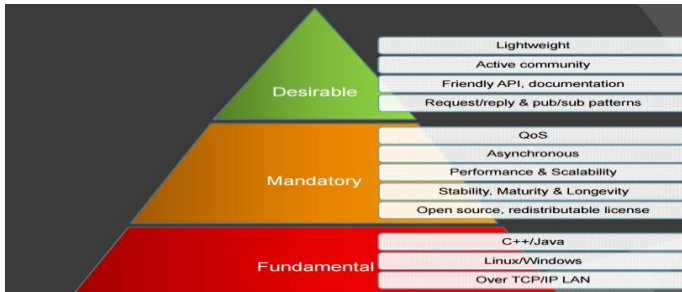 Desirable
Lightweight
Active community
Friendly API, documentation
Request/reply & pub/sub patterns
Mandatory
QoS
Asynchronous
Performance & Scalability
Stability, Maturity & Longevity
Open source, redistributable license
Fundamental
C++/Java
Linux/Windows
Over TCP/IP LAN